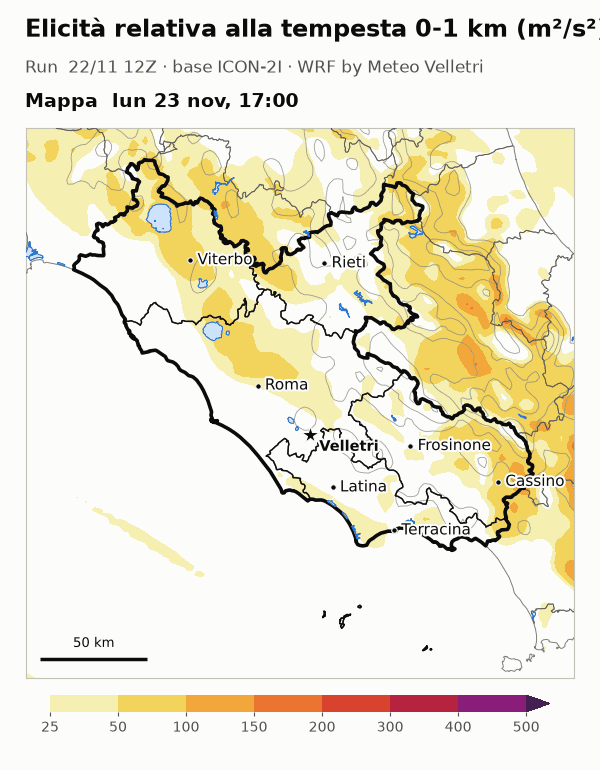 Elicità relativa alla tempesta 0-1 km (m²/s²)
Run 22/11 12Z · base ICON-2I · WRF by Meteo Velletri
Mappa lun 23 nov, 17:00
Viterbo
Rieti
Roma
Velletri
Frosinone
Cassino
Latina
Terracina
50 km
25 50 100 150 200 300 400 500